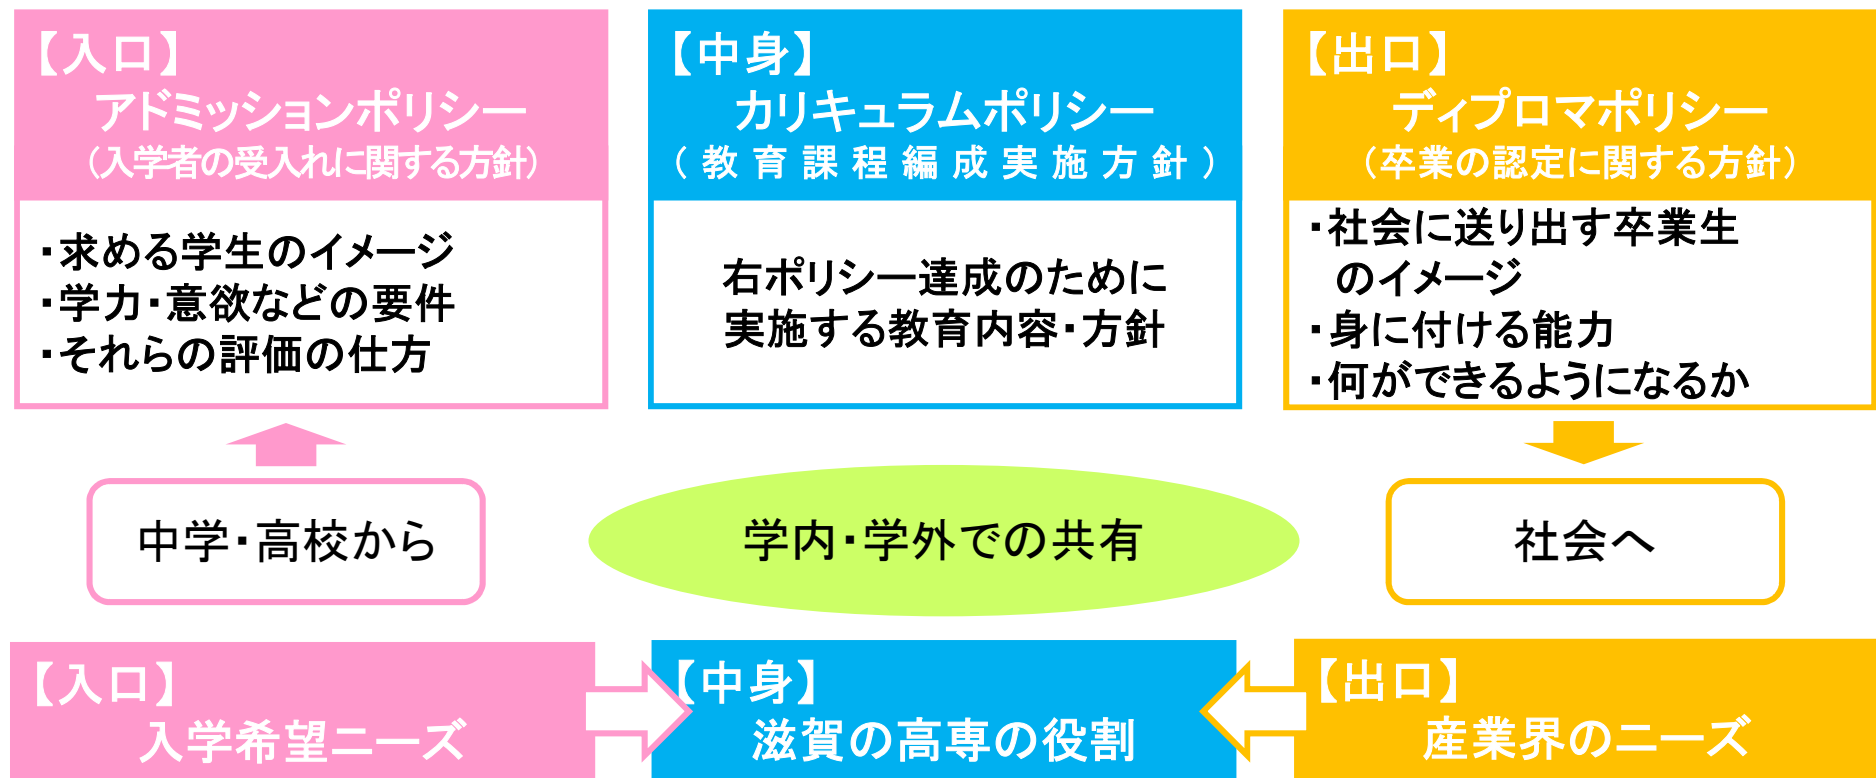 【入口】
アドミッションポリシー
（入学者の受入れに関する方針）
・求める学生のイメージ
・学力・意欲などの要件
・それらの評価の仕方
【中身】
カリキュラムポリシー
（教育課程編成実施方針）
右ポリシー達成のために
実施する教育内容・方針
【出口】
ディプロマポリシー
（卒業の認定に関する方針）
・社会に送り出す卒業生
のイメージ
・身に付ける能力
・何ができるようになるか
中学・高校から
学内・学外での共有
社会へ
【入口】
入学希望ニーズ
【中身】
滋賀の高専の役割
【出口】
産業界のニーズ